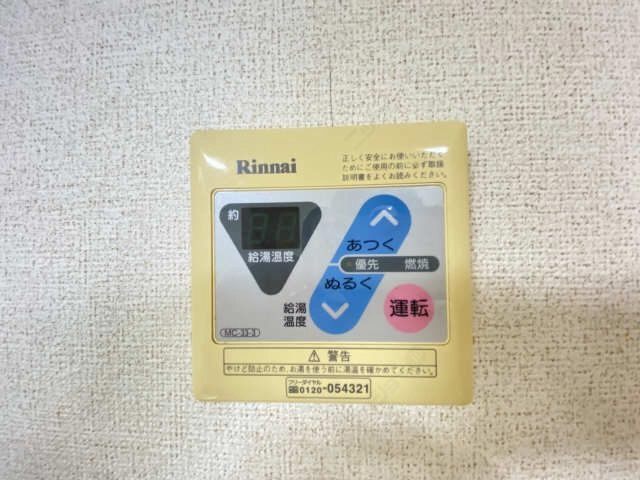 Rinnai
正しく安全にお使いいただく
ためにご使用の前に必ず取扱
説明書をよくお読みください。
約
給湯温度
あつく
優先 燃焼
ぬるく
給湯
温度
運転
MC-33-3
⚠ 警告
やけど防止のため、お湯を使う前に湯温を確かめてください。
フリーダイヤル
0120-054321